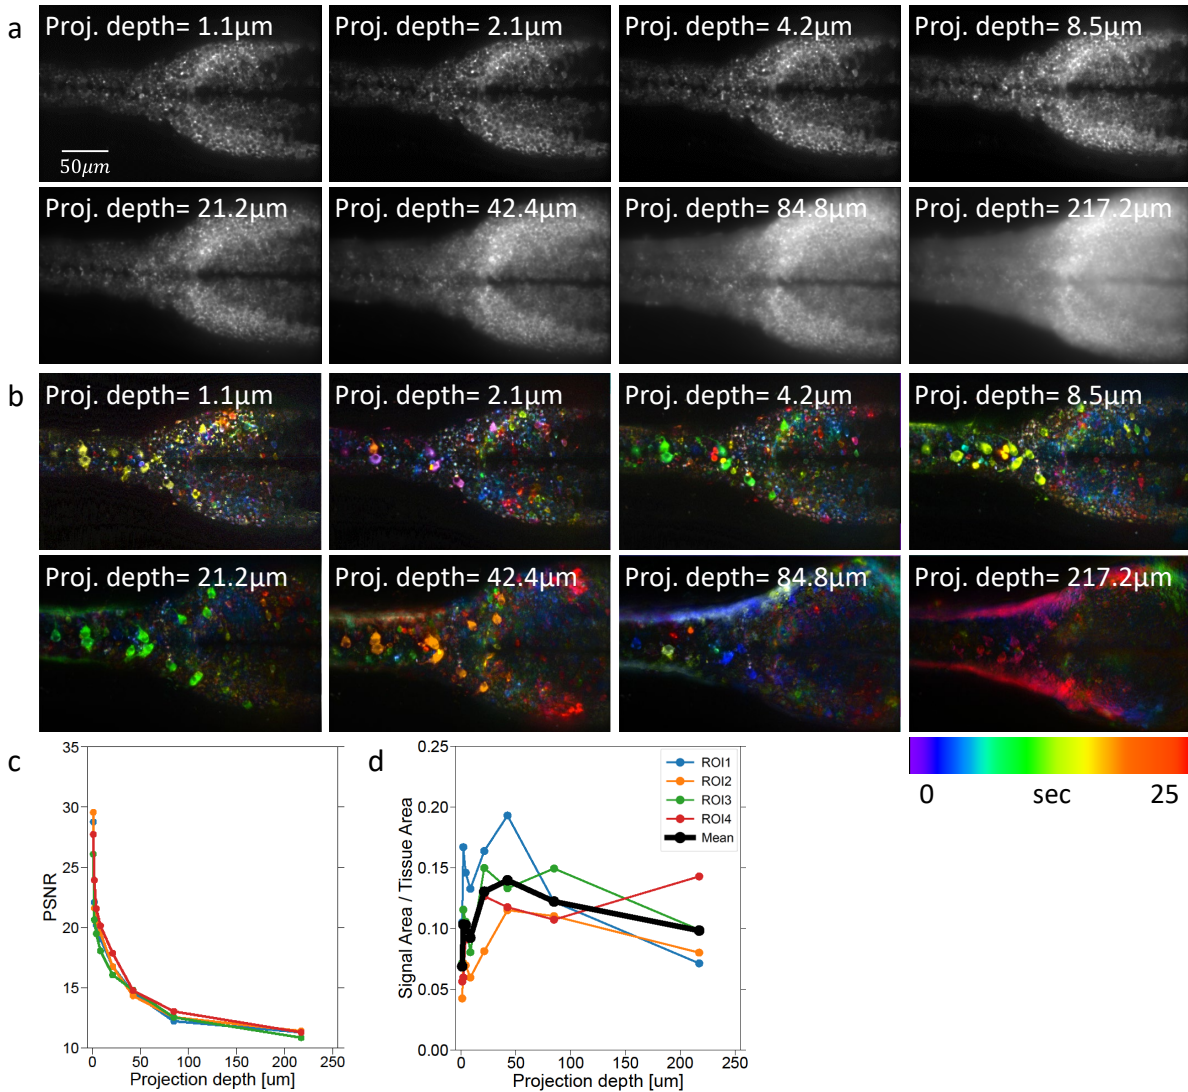 a
Proj. depth= 1.1μm
Proj. depth= 2.1μm
Proj. depth= 4.2μm
Proj. depth= 8.5μm
50μm
Proj. depth= 21.2μm
Proj. depth= 42.4μm
Proj. depth= 84.8μm
Proj. depth= 217.2μm
b
Proj. depth= 1.1μm
Proj. depth= 2.1μm
Proj. depth= 4.2μm
Proj. depth= 8.5μm
Proj. depth= 21.2μm
Proj. depth= 42.4μm
Proj. depth= 84.8μm
Proj. depth= 217.2μm
0 sec 25
c
PSNR
35
30
25
20
15
10
0 50 100 150 200 250
Projection depth [um]
d
Signal Area / Tissue Area
0.25
0.20
0.15
0.10
0.05
0.00
0 50 100 150 200 250
Projection depth [um]
ROI1
ROI2
ROI3
ROI4
Mean